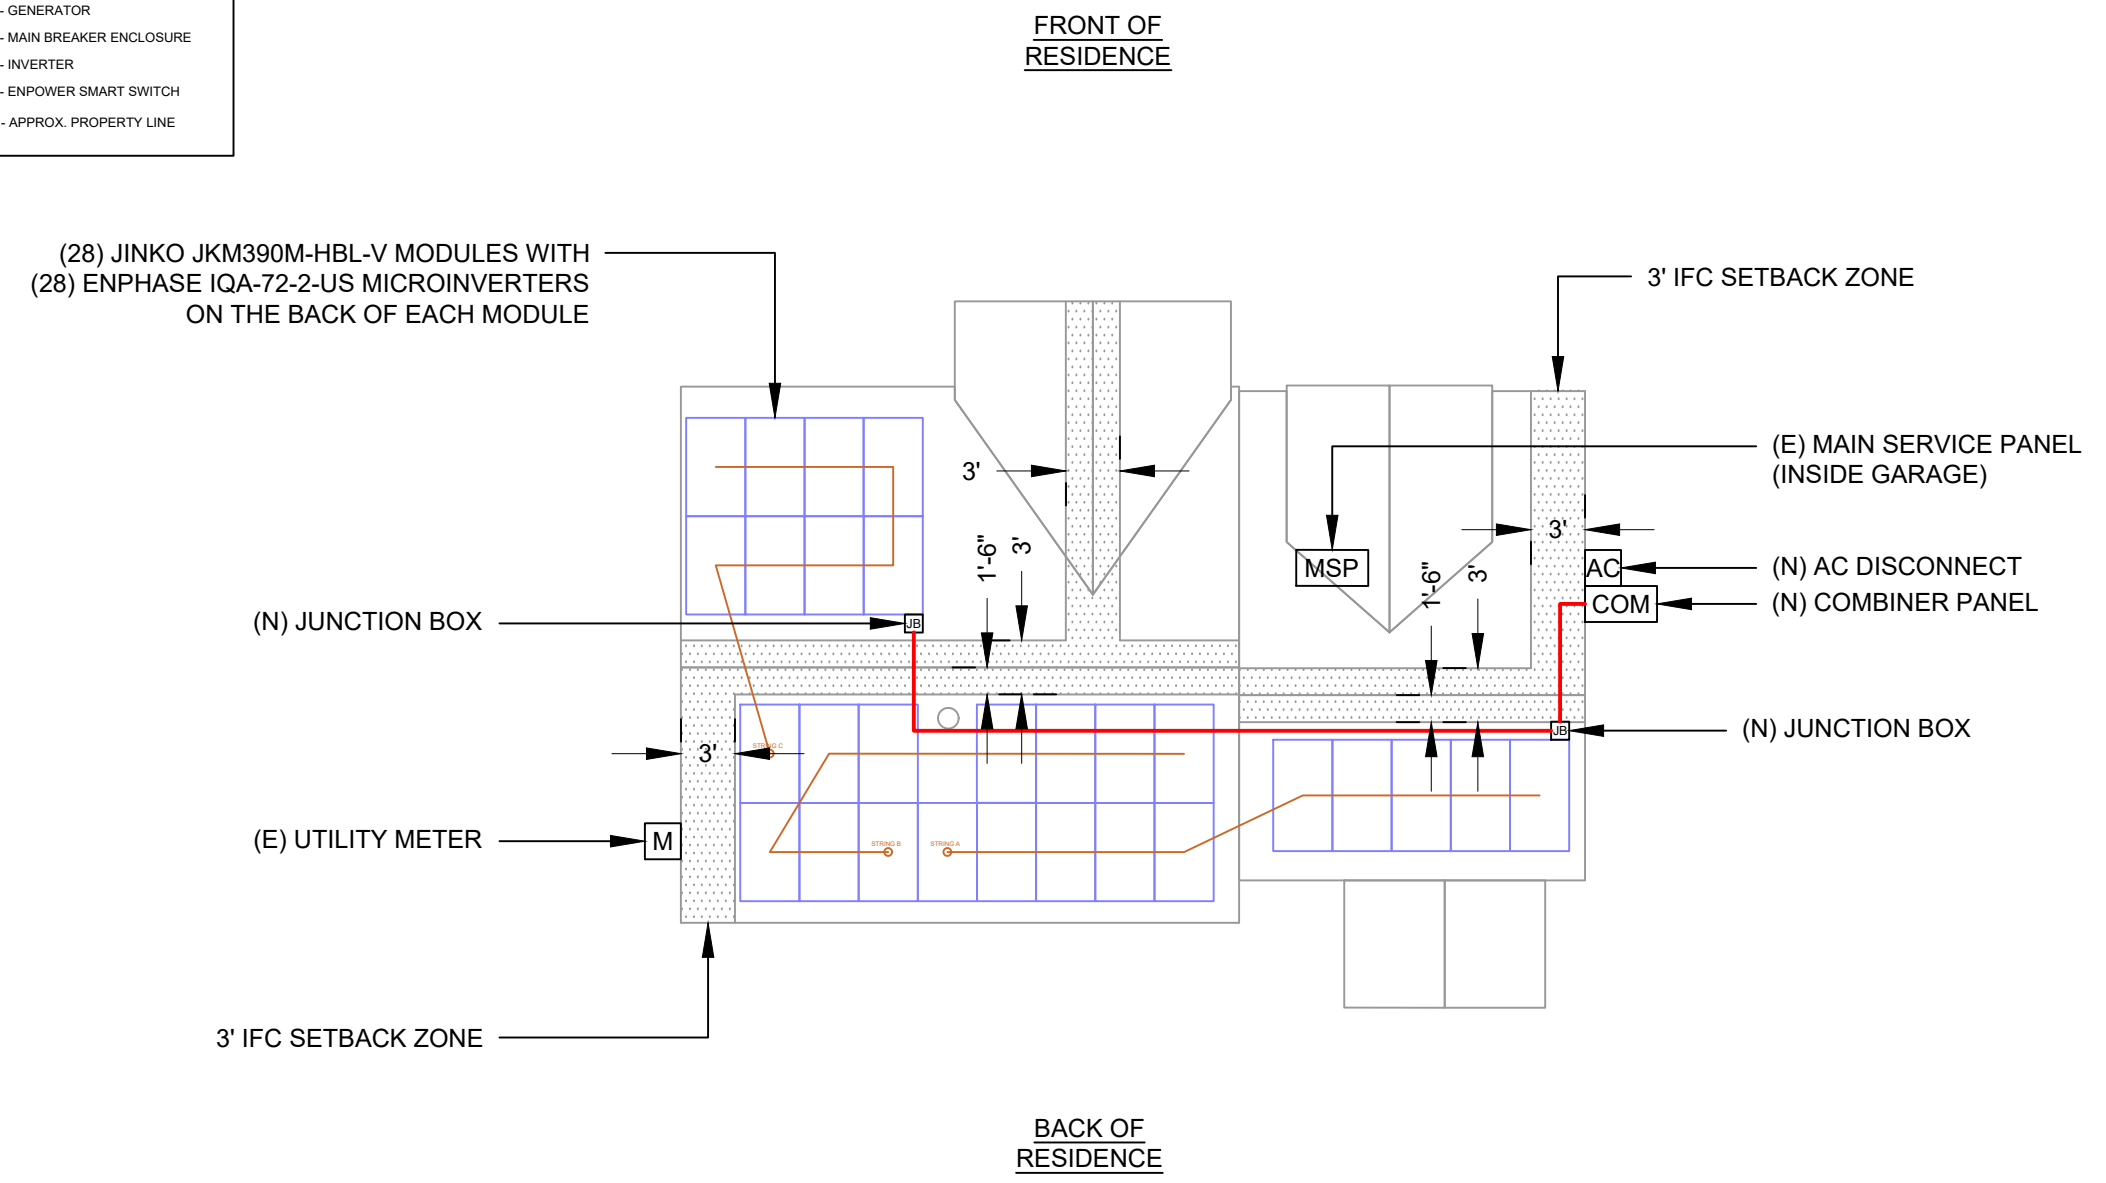 - GENERATOR
- MAIN BREAKER ENCLOSURE
- INVERTER
- ENPOWER SMART SWITCH
- APPROX. PROPERTY LINE
FRONT OF
RESIDENCE
(28) JINKO JKM390M-HBL-V MODULES WITH
(28) ENPHASE IQA-72-2-US MICROINVERTERS
ON THE BACK OF EACH MODULE
3' IFC SETBACK ZONE
(E) MAIN SERVICE PANEL
(INSIDE GARAGE)
3'
3'
1'-6"
3'
MSP
1'-6"
3'
AC
(N) AC DISCONNECT
COM
(N) COMBINER PANEL
(N) JUNCTION BOX
JB
JB
(N) JUNCTION BOX
STRING C
3'
(E) UTILITY METER
M
STRING B
STRING A
3' IFC SETBACK ZONE
BACK OF
RESIDENCE